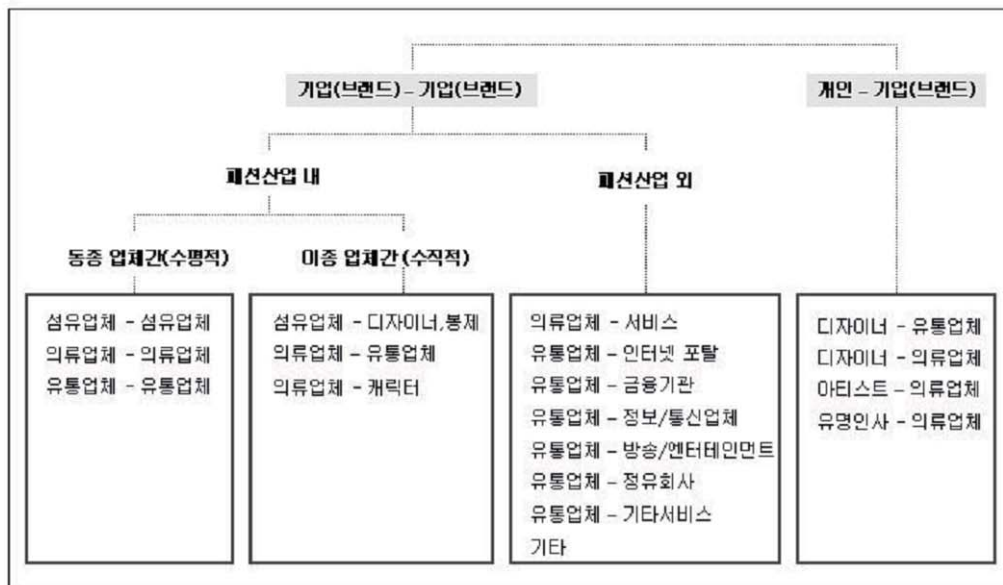 기업(브랜드) – 기업(브랜드)
개인 – 기업(브랜드)
패션산업 내
패션산업 외
동종 업체간(수평적)
이종 업체간 (수직적)
섬유업체 – 섬유업체
의류업체 – 의류업체
유통업체 – 유통업체
섬유업체 – 디자이너,봉제
의류업체 – 유통업체
의류업체 – 캐릭터
의류업체 – 서비스
유통업체 – 인터넷 포탈
유통업체 – 금융기관
유통업체 – 정보/통신업체
유통업체 – 방송/엔터테인먼트
유통업체 – 정유회사
유통업체 – 기타서비스
기타
디자이너 – 유통업체
디자이너 – 의류업체
아티스트 – 의류업체
유명인사 – 의류업체